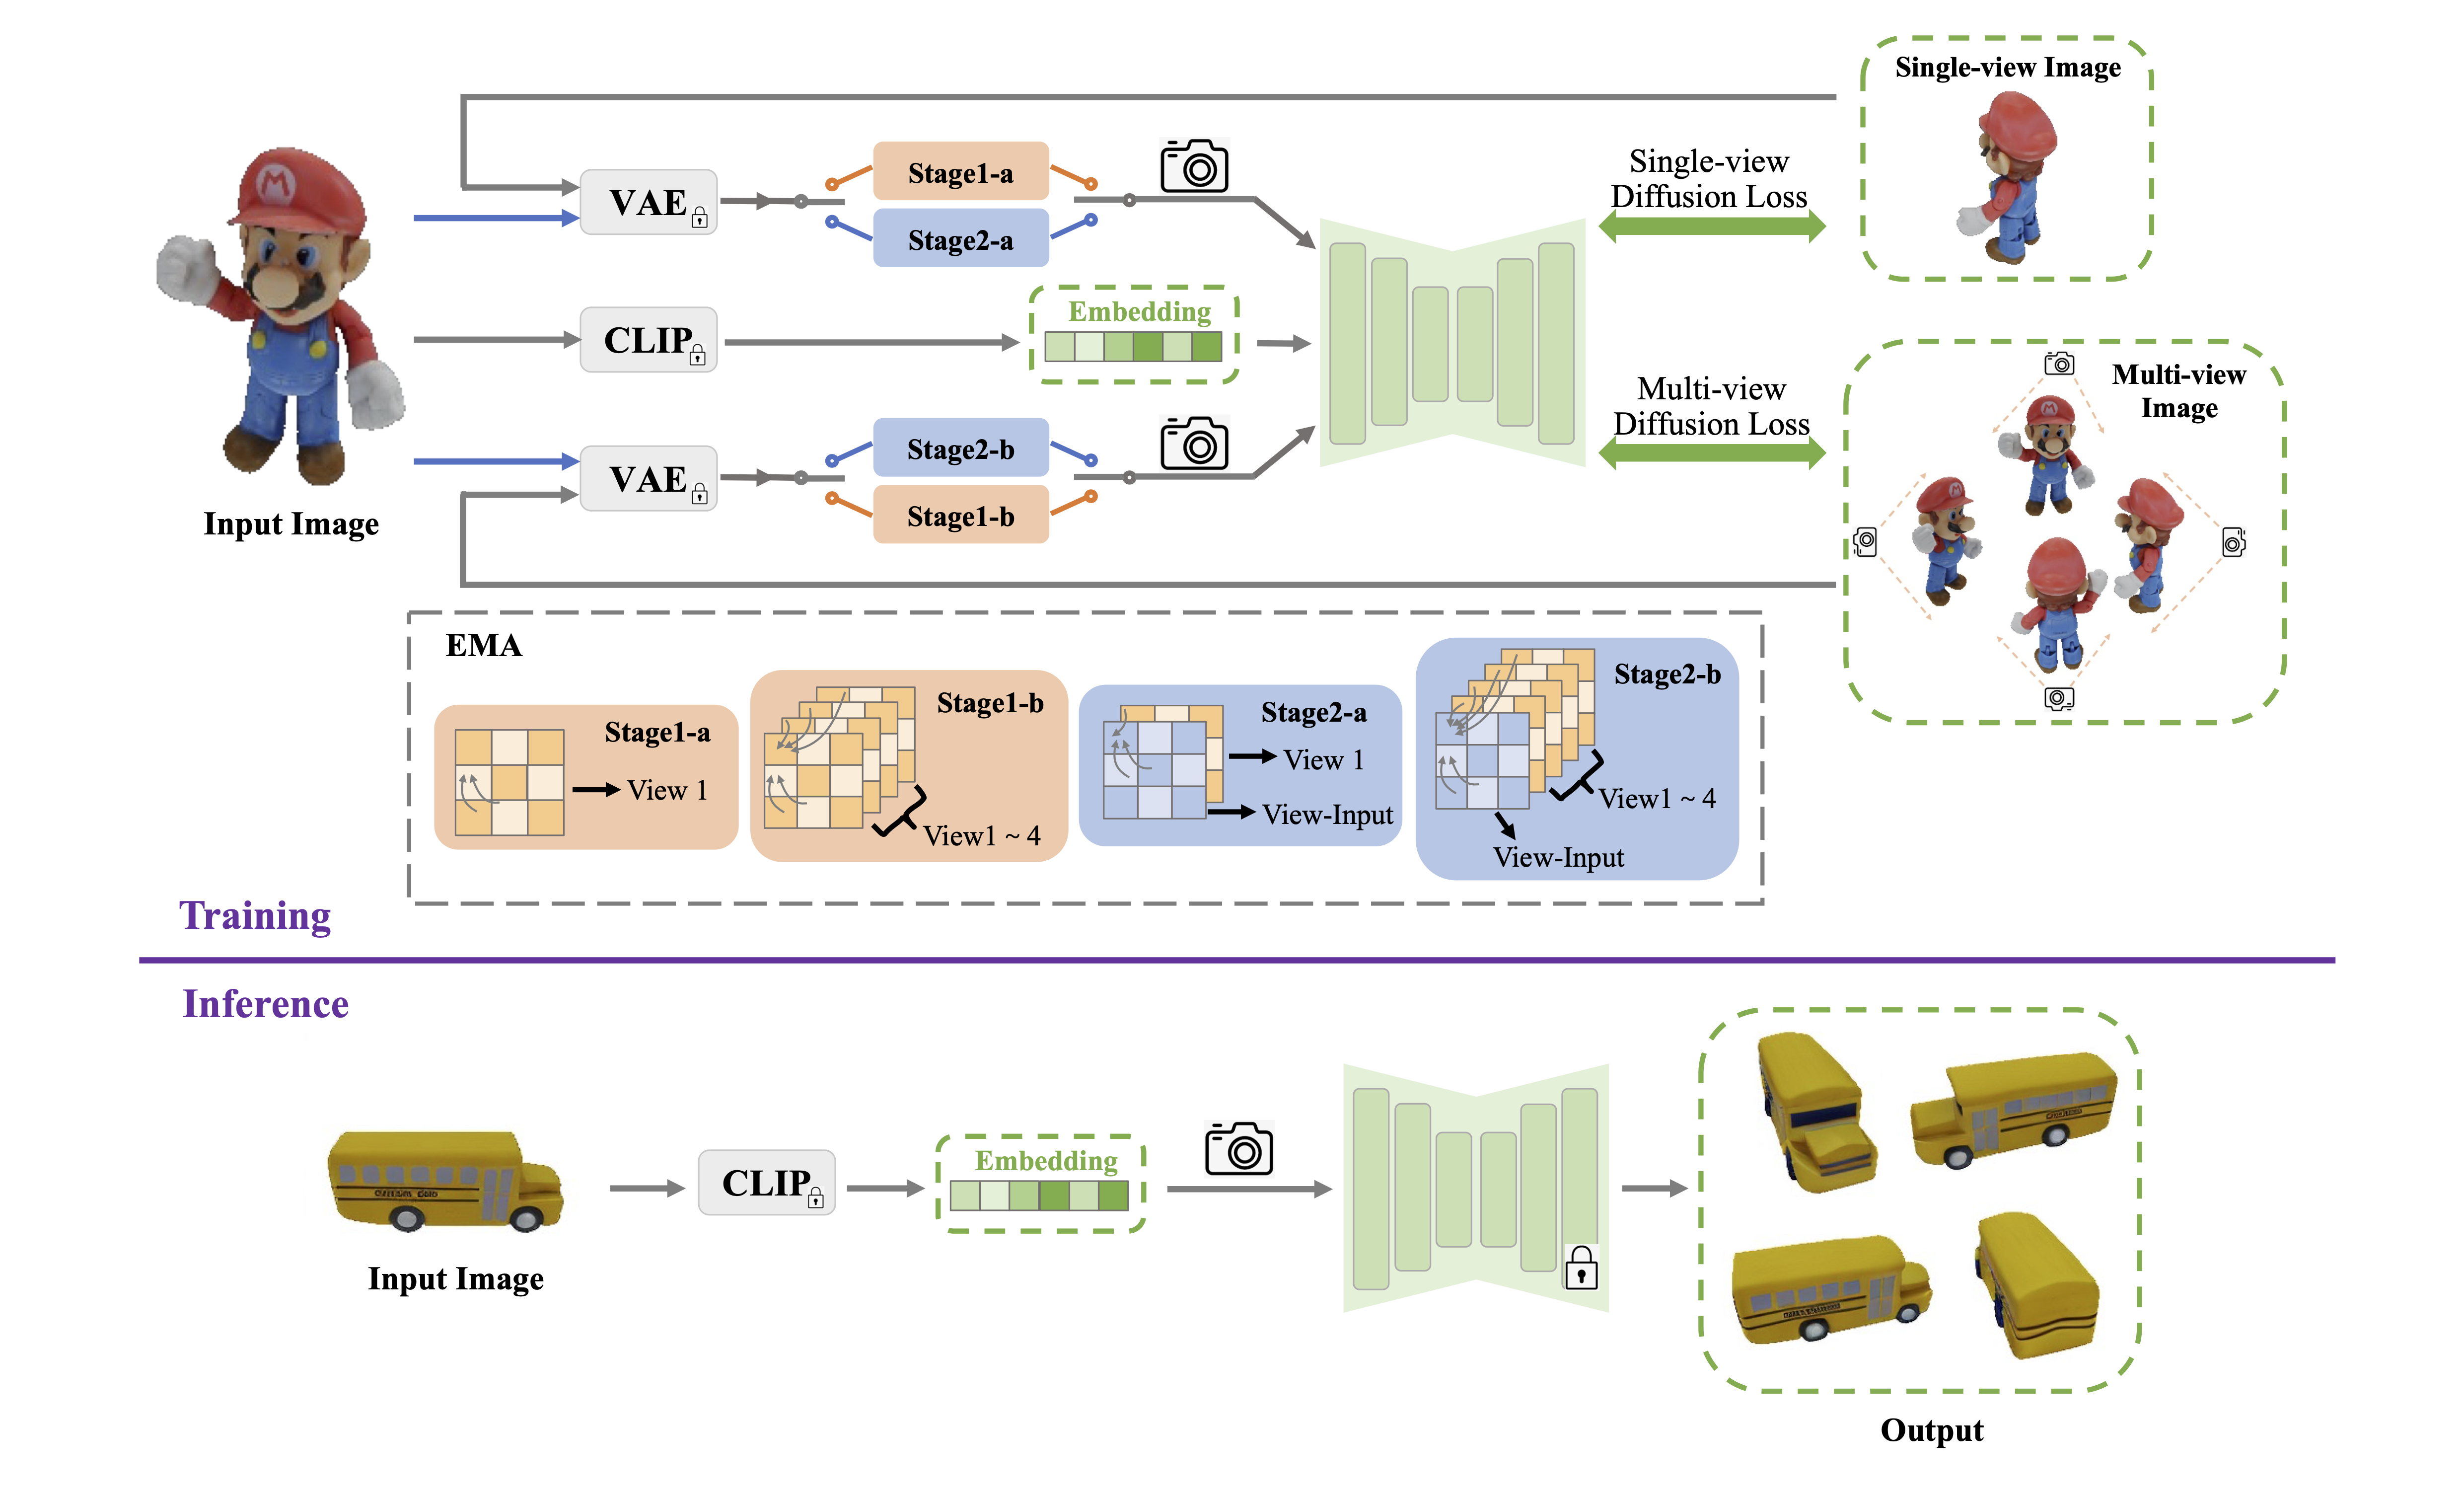 Single-view Image
Stage1-a
Single-view
Diffusion Loss
VAE
Stage2-a
Embedding
CLIP
Multi-view
Diffusion Loss
Multi-view
Image
Stage2-b
VAE
Stage1-b
Input Image
EMA
Stage1-a
View 1
Stage1-b
View1 ~ 4
Stage2-a
View 1
View-Input
Stage2-b
View1 ~ 4
View-Input
Training
Inference
CLIP
Embedding
Input Image
Output
M